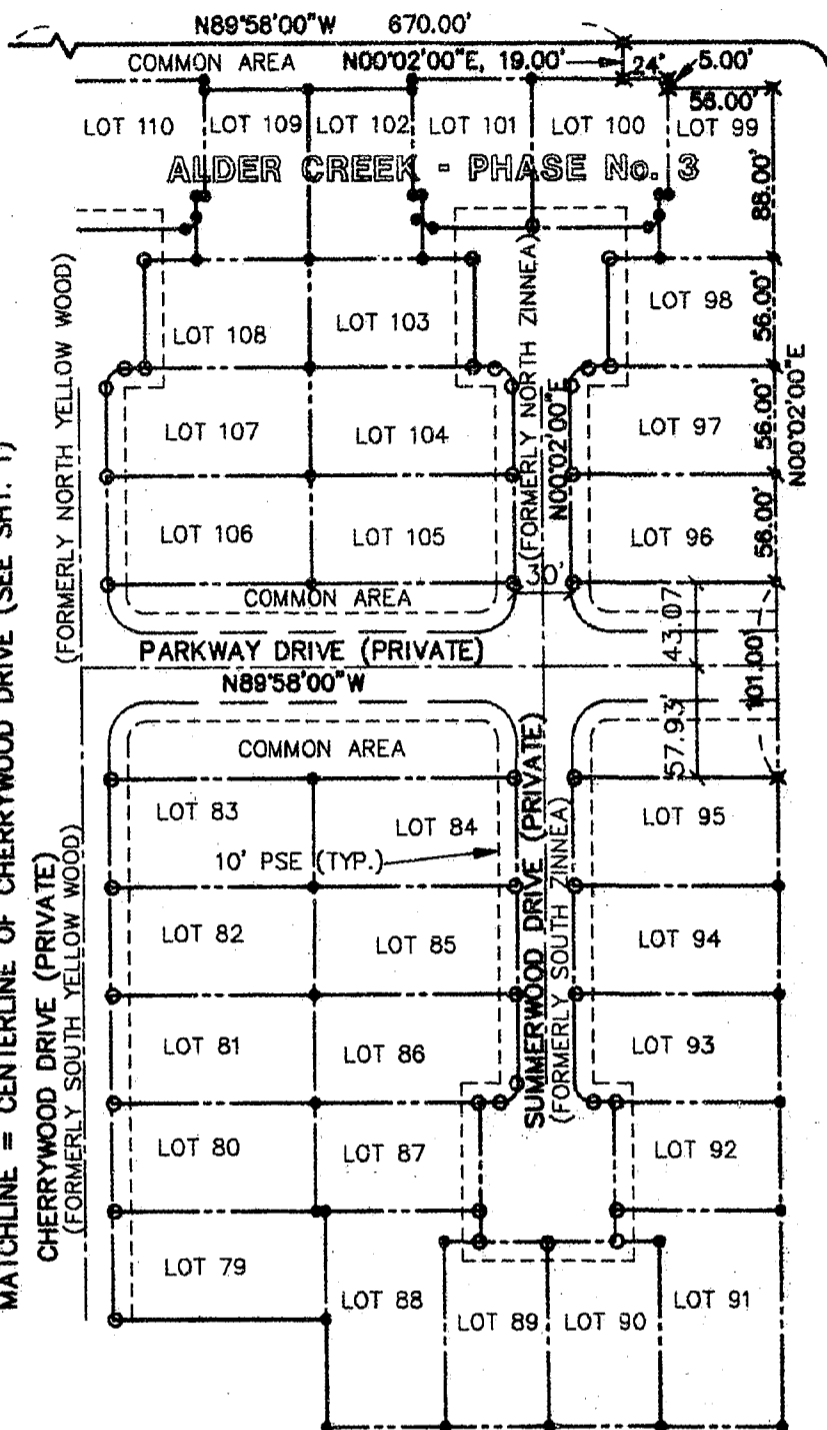 N89°58'00"W 670.00'
COMMON AREA N00°02'00"E, 19.00' 24' 5.00'
56.00'
LOT 110 LOT 109 LOT 102 LOT 101 LOT 100 LOT 99
ALDER CREEK - PHASE No. 3
88.00'
(FORMERLY NORTH YELLOW WOOD)
(FORMERLY NORTH ZINNEA)
LOT 108 LOT 103 LOT 98
56.00'
N00°02'00"E
N00°02'00"E
LOT 107 LOT 104 LOT 97
56.00'
LOT 106 LOT 105 LOT 96
56.00'
30'
COMMON AREA
43.07
PARKWAY DRIVE (PRIVATE)
N89°58'00"W
101.00'
57.93'
COMMON AREA
MATCHLINE = CENTERLINE OF CHERRYWOOD DRIVE (SEE SHT. 1)
CHERRYWOOD DRIVE (PRIVATE)
(FORMERLY SOUTH YELLOW WOOD)
SUMMERWOOD DRIVE (PRIVATE)
(FORMERLY SOUTH ZINNEA)
LOT 83 LOT 84 LOT 95
10' PSE (TYP.)
LOT 82 LOT 85 LOT 94
LOT 81 LOT 86 LOT 93
LOT 80 LOT 87 LOT 92
LOT 79 LOT 88 LOT 89 LOT 90 LOT 91